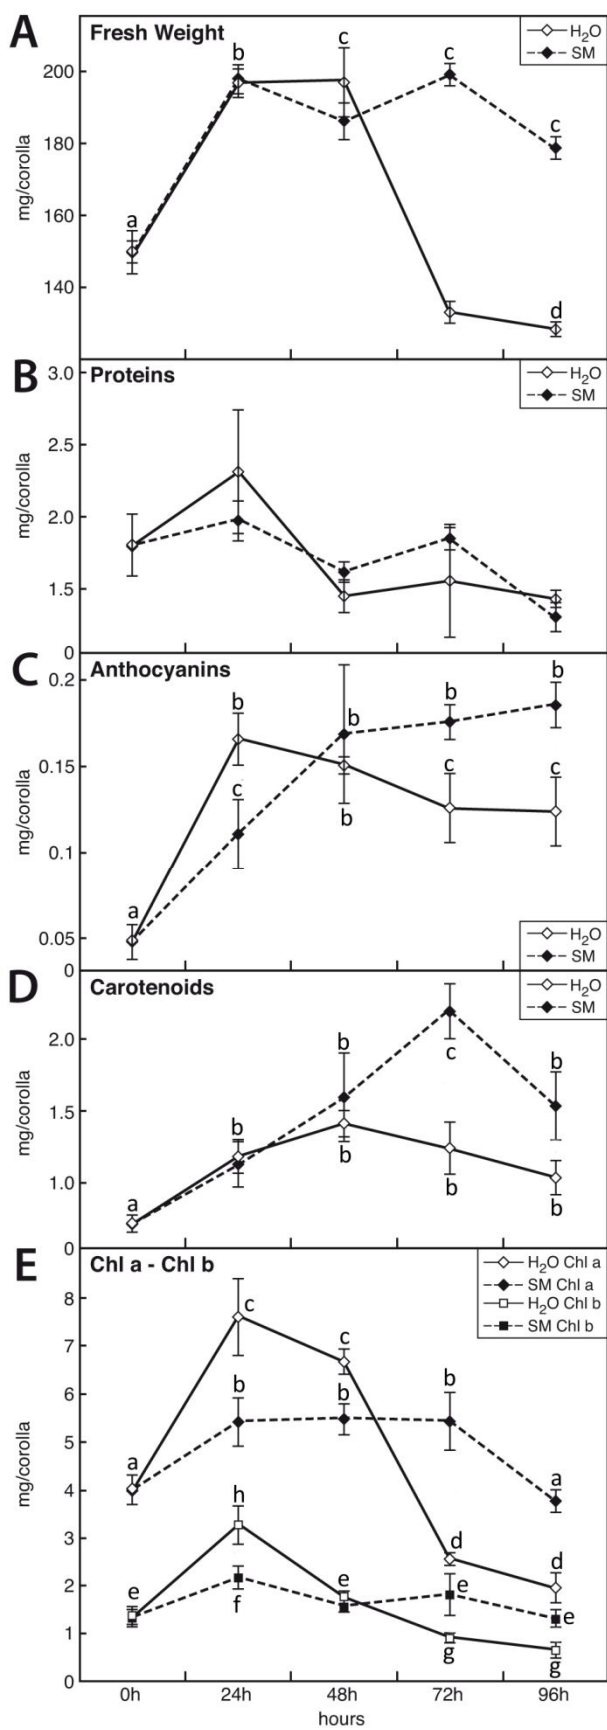 A
Fresh Weight
H2O
SM
mg/corolla
200
180
160
140
a
b
c
c
c
d
B
Proteins
H2O
SM
mg/corolla
3.0
2.5
2.0
1.5
0
C
Anthocyanins
mg/corolla
0.2
0.15
0.1
0.05
0
a
b
c
b
b
b
c
b
c
H2O
SM
D
Carotenoids
H2O
SM
mg/corolla
2.0
1.5
1.0
0
a
b
b
b
c
b
b
b
E
Chl a - Chl b
H2O Chl a
SM Chl a
H2O Chl b
SM Chl b
mg/corolla
8
7
6
5
4
3
2
1
0
a
c
b
c
b
b
d
a
d
e
h
f
e
e
g
e
g
0h 24h 48h 72h 96h
hours